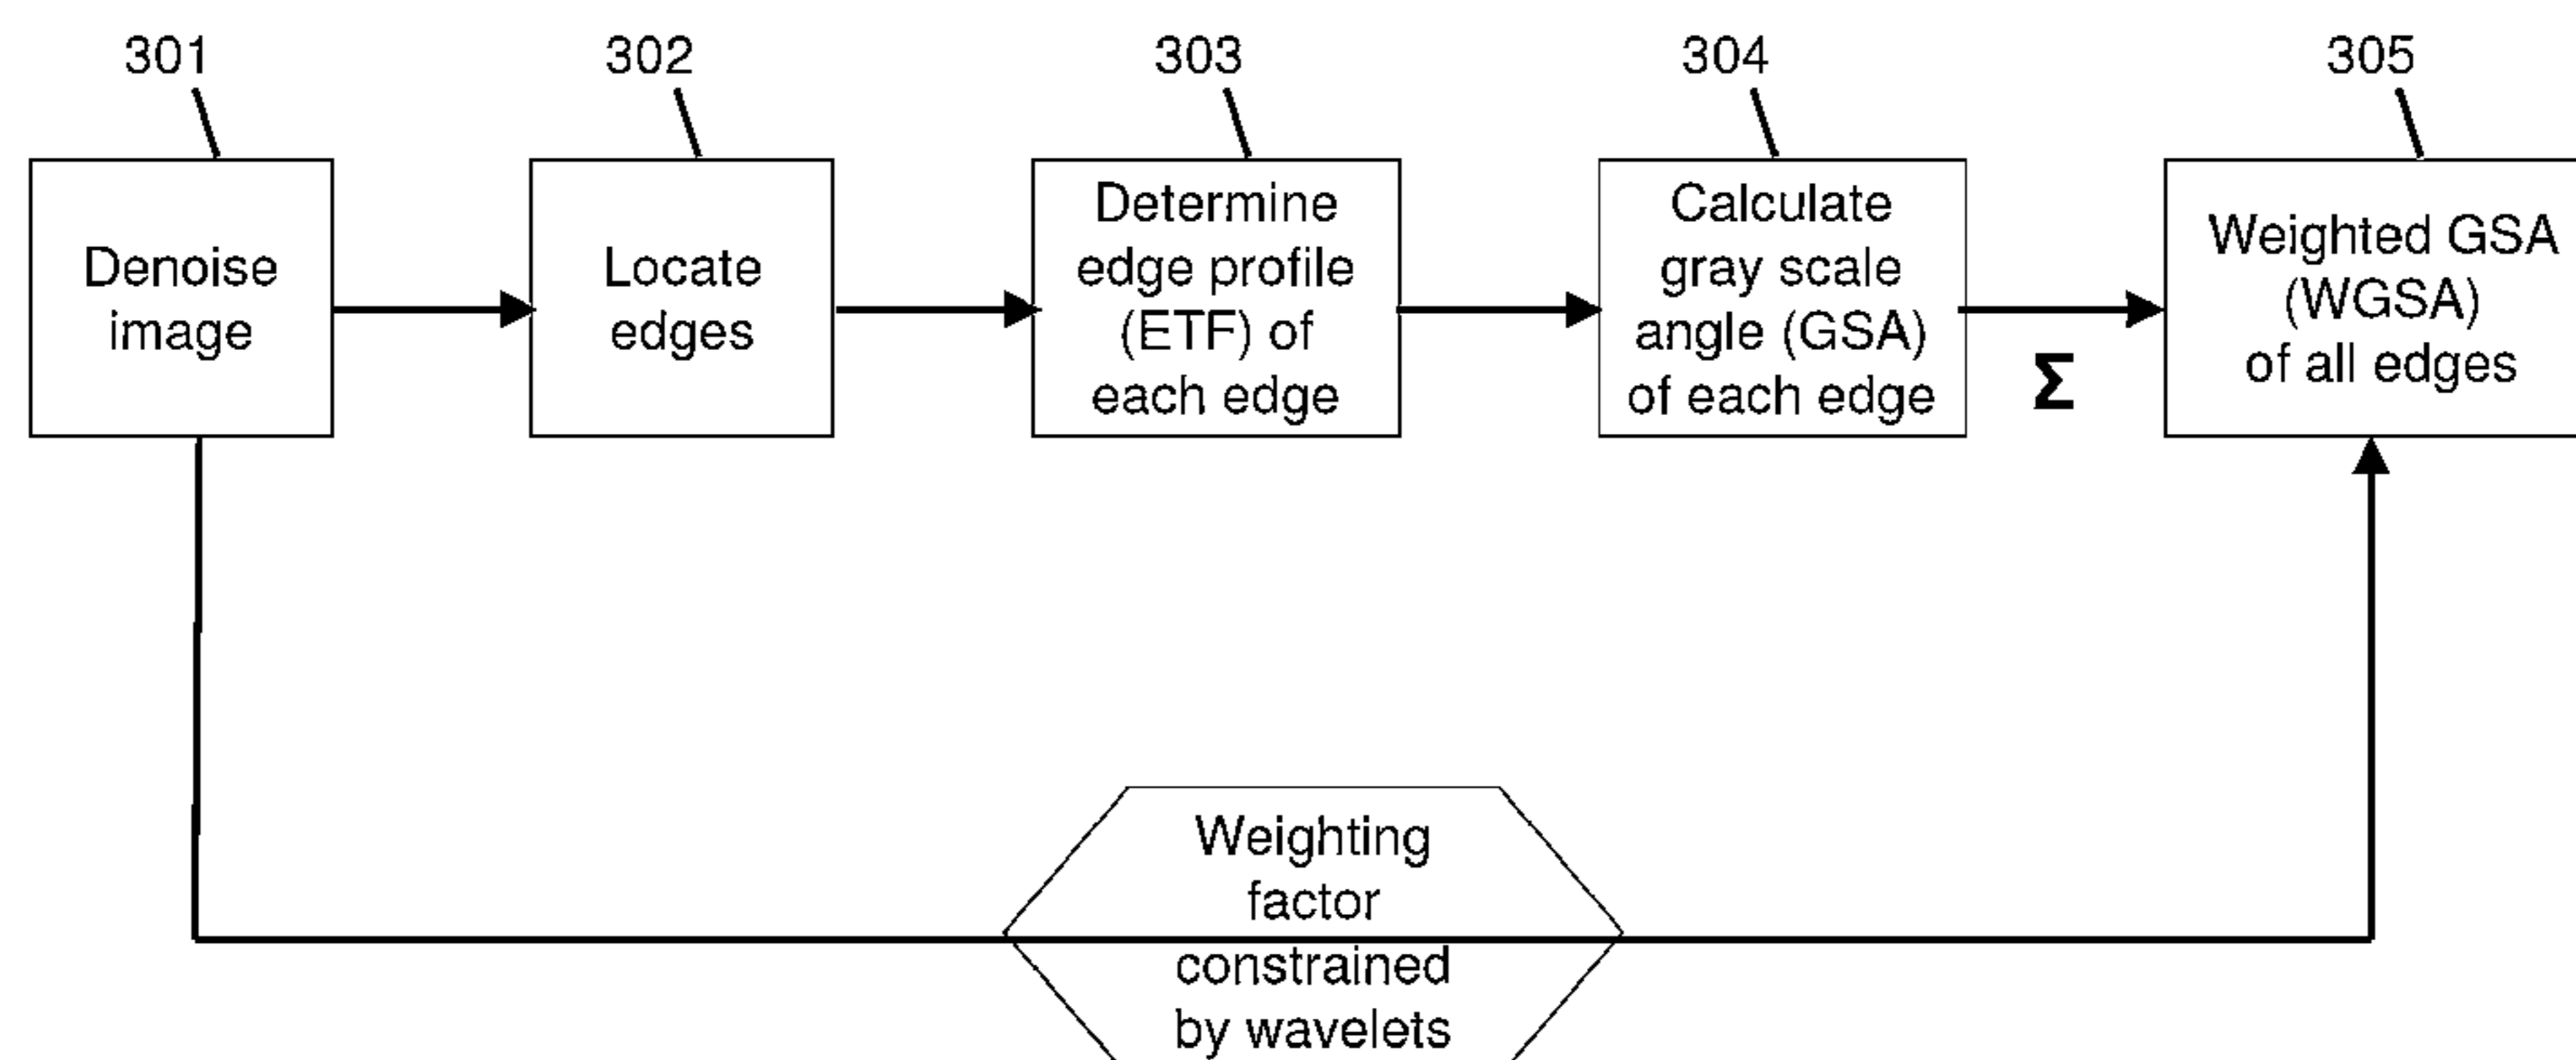 301
302
303
304
305
Denoise
image
Locate
edges
Determine
edge profile
(ETF) of
each edge
Calculate
gray scale
angle (GSA)
of each edge
Σ
Weighted GSA
(WGSA)
of all edges
Weighting
factor
constrained
by wavelets